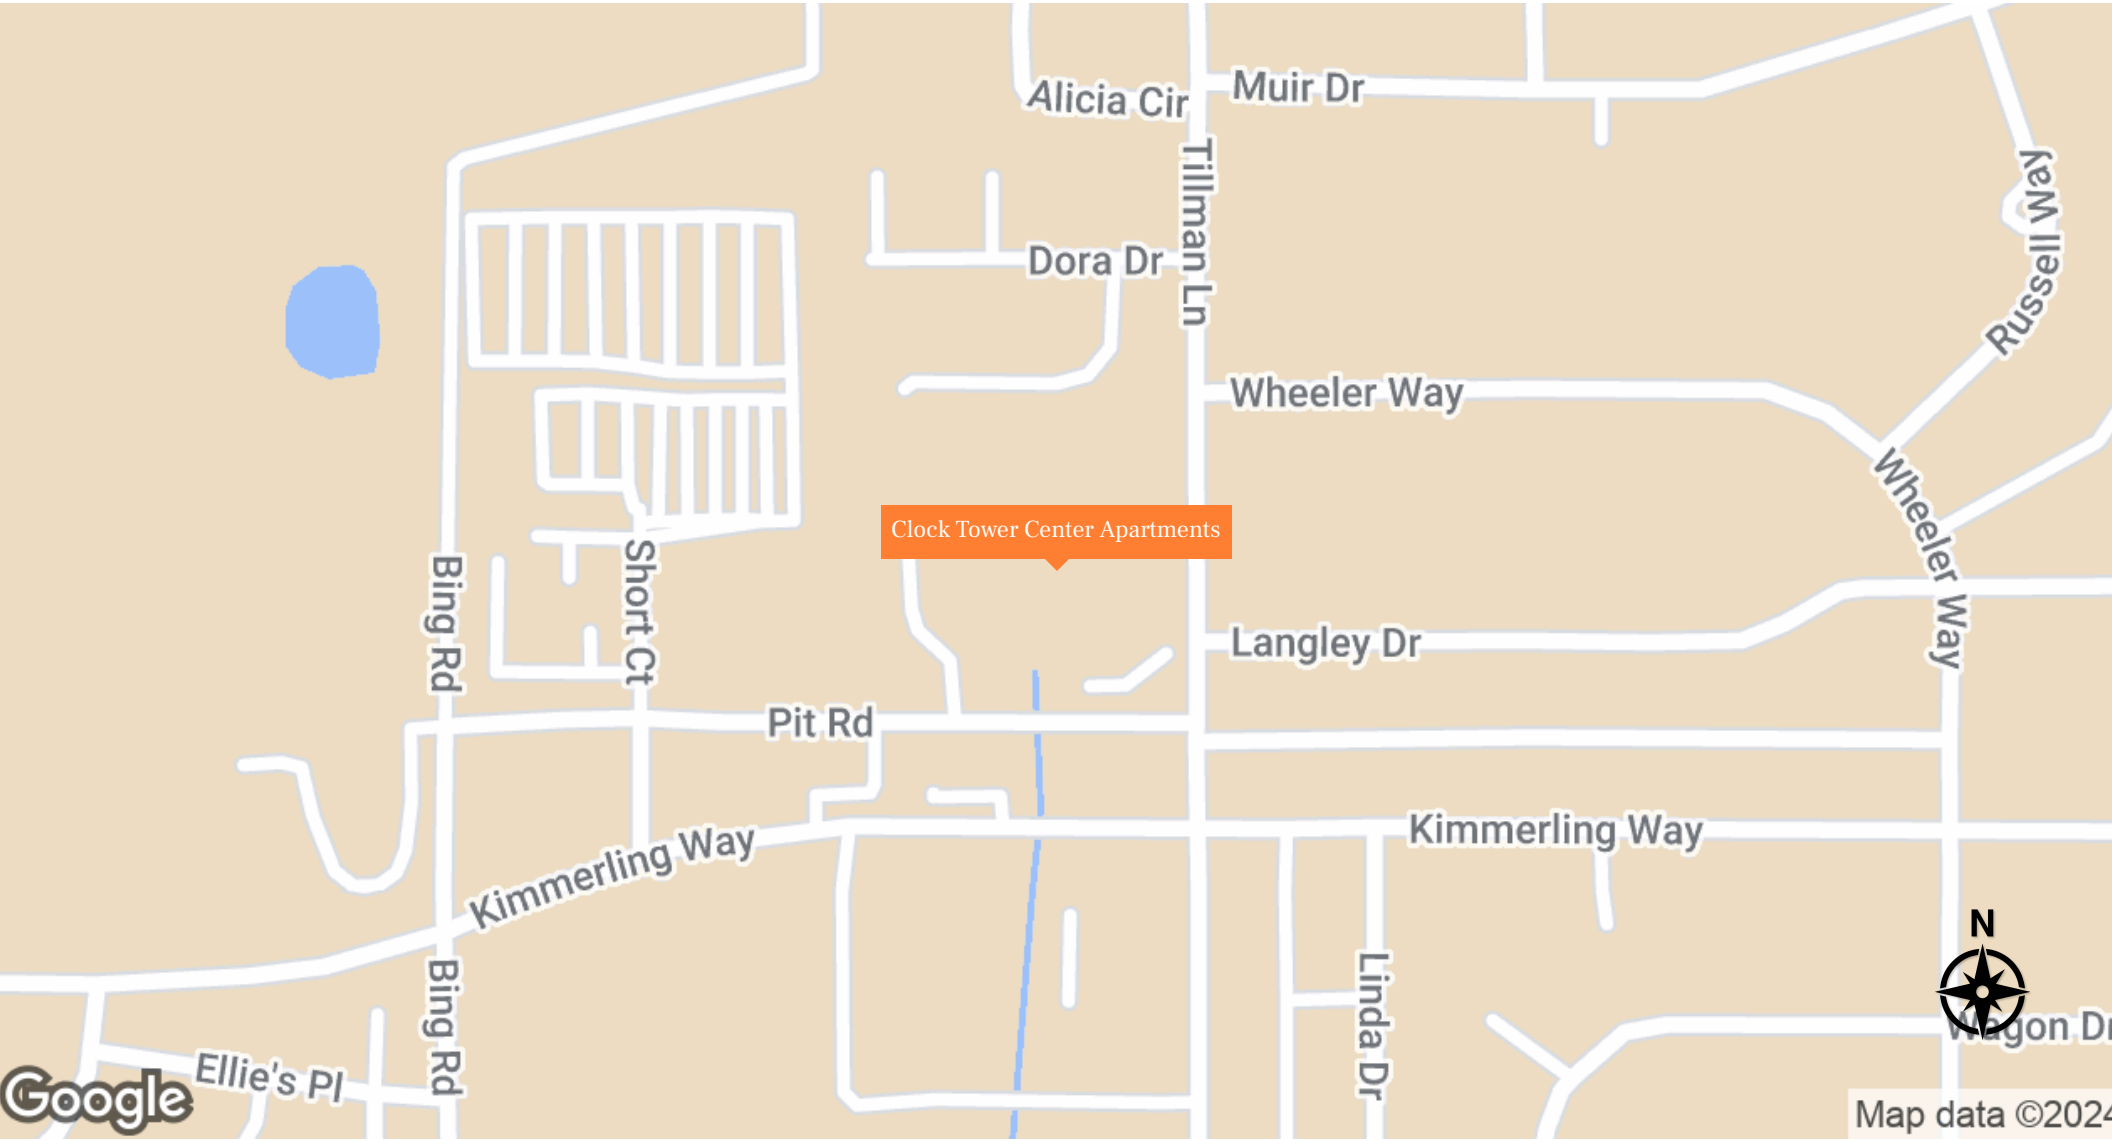 Alicia Cir
Muir Dr
Tillman Ln
Russell Way
Dora Dr
Wheeler Way
Wheeler Way
Clock Tower Center Apartments
Bing Rd
Short Ct
Langley Dr
Pit Rd
Kimmerling Way
Kimmerling Way
N
Bing Rd
Linda Dr
Wagon Dr
Ellie's Pl
Google
Map data ©2024